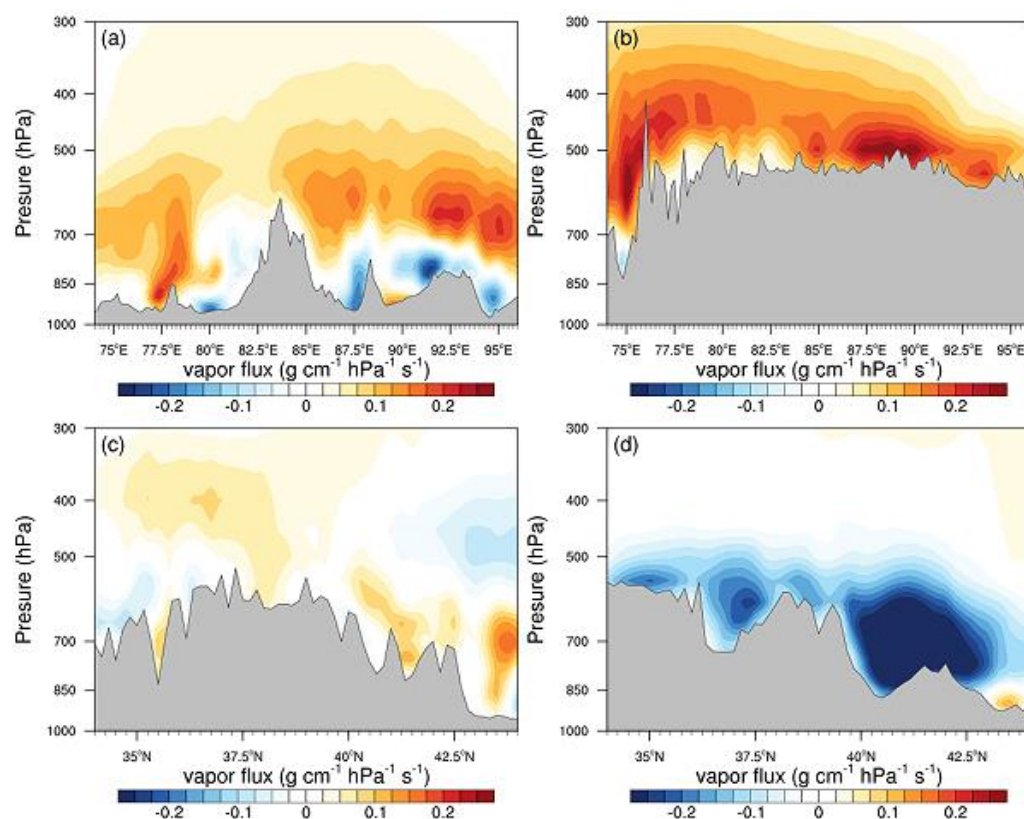 (a)
300
400
500
700
850
1000
Presure (hPa)
75°E 77.5°E 80°E 82.5°E 85°E 87.5°E 90°E 92.5°E 95°E
vapor flux (g cm⁻¹ hPa⁻¹ s⁻¹)
-0.2 -0.1 0 0.1 0.2
(b)
300
400
500
700
850
1000
Presure (hPa)
75°E 77.5°E 80°E 82.5°E 85°E 87.5°E 90°E 92.5°E 95°E
vapor flux (g cm⁻¹ hPa⁻¹ s⁻¹)
-0.2 -0.1 0 0.1 0.2
(c)
300
400
500
700
850
1000
Presure (hPa)
35°N 37.5°N 40°N 42.5°N
vapor flux (g cm⁻¹ hPa⁻¹ s⁻¹)
-0.2 -0.1 0 0.1 0.2
(d)
300
400
500
700
850
1000
Presure (hPa)
35°N 37.5°N 40°N 42.5°N
vapor flux (g cm⁻¹ hPa⁻¹ s⁻¹)
-0.2 -0.1 0 0.1 0.2